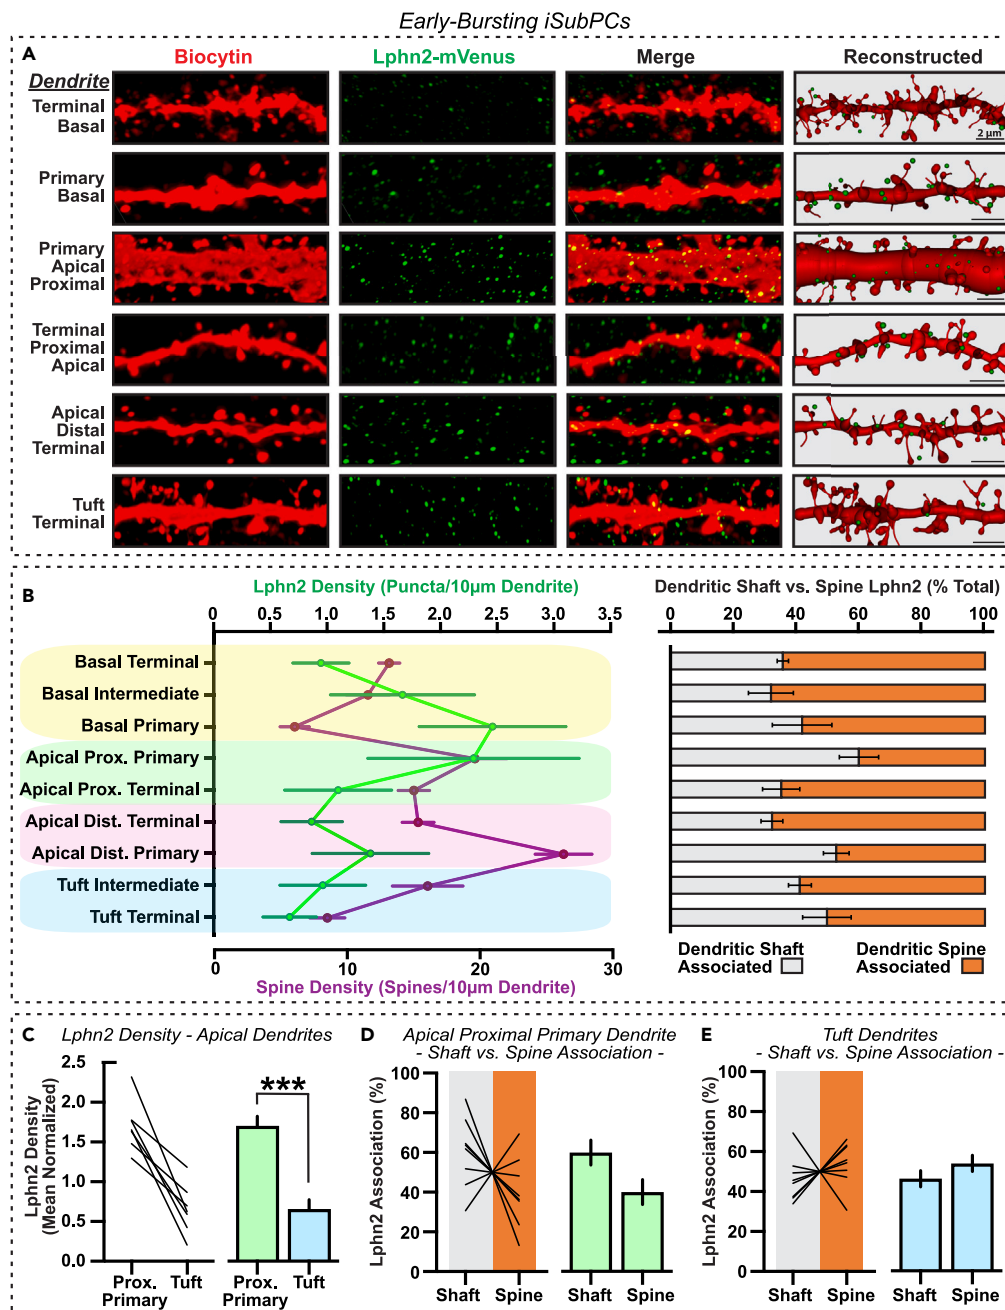 Early-Bursting iSubPCs
A
Biocytin
Lphn2-mVenus
Merge
Reconstructed
Dendrite
Terminal
Basal
2 µm
Primary
Basal
Primary
Apical
Proximal
Terminal
Proximal
Apical
Apical
Distal
Terminal
Tuft
Terminal
B
Lphn2 Density (Puncta/10µm Dendrite)
0 0.5 1.0 1.5 2.0 2.5 3.0 3.5
Basal Terminal
Basal Intermediate
Basal Primary
Apical Prox. Primary
Apical Prox. Terminal
Apical Dist. Terminal
Apical Dist. Primary
Tuft Intermediate
Tuft Terminal
0 10 20 30
Spine Density (Spines/10µm Dendrite)
Dendritic Shaft vs. Spine Lphn2 (% Total)
0 20 40 60 80 100
Dendritic Shaft
Associated
Dendritic Spine
Associated
C
Lphn2 Density - Apical Dendrites
Lphn2 Density
(Mean Normalized)
2.5
2.0
1.5
1.0
0.5
0.0
Prox.
Primary
Tuft
***
Prox.
Primary
Tuft
D
Apical Proximal Primary Dendrite
- Shaft vs. Spine Association -
Lphn2 Association (%)
100
80
60
40
20
0
Shaft Spine
Shaft Spine
E
Tuft Dendrites
- Shaft vs. Spine Association -
Lphn2 Association (%)
100
80
60
40
20
0
Shaft Spine
Shaft Spine